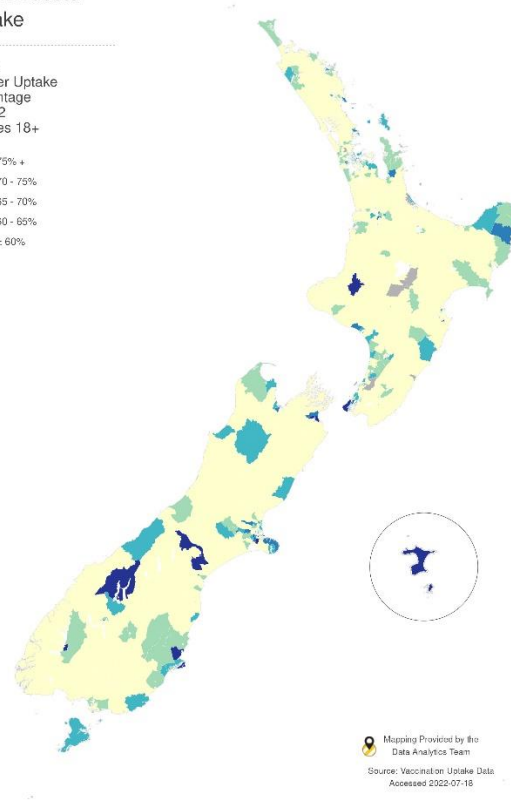 ake
er Uptake
ntage
2
es 18+
75% +
70 - 75%
65 - 70%
60 - 65%
60%
Mapping Provided by the
Data Analytics Team
Source: Vaccination Uptake Data
Accessed 2022-07-18